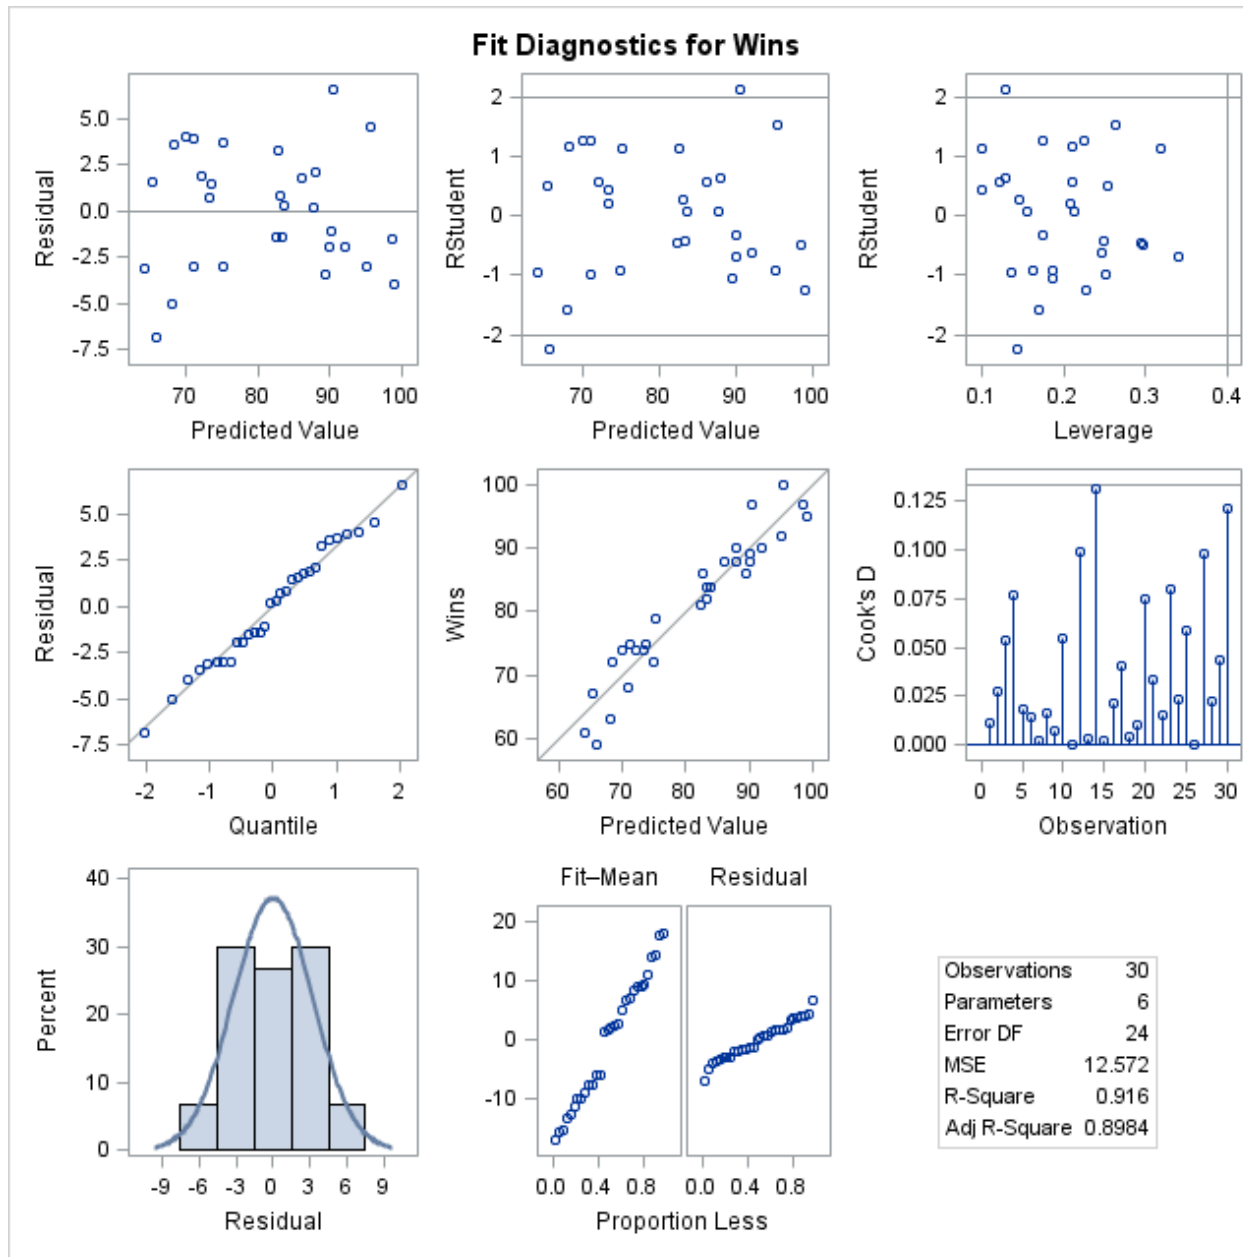 Fit Diagnostics for Wins
5.0
2.5
0.0
-2.5
-5.0
-7.5
Residual
70 80 90 100
Predicted Value
2
1
0
-1
-2
RStudent
70 80 90 100
Predicted Value
2
1
0
-1
-2
RStudent
0.1 0.2 0.3 0.4
Leverage
5.0
2.5
0.0
-2.5
-5.0
-7.5
Residual
-2 -1 0 1 2
Quantile
100
90
80
70
60
Wins
60 70 80 90 100
Predicted Value
0.125
0.100
0.075
0.050
0.025
0.000
Cook's D
0 5 10 15 20 25 30
Observation
40
30
20
10
0
Percent
-9 -6 -3 0 3 6 9
Residual
Fit–Mean Residual
20
10
0
-10
0.0 0.4 0.8 0.0 0.4 0.8
Proportion Less
Observations 30
Parameters 6
Error DF 24
MSE 12.572
R-Square 0.916
Adj R-Square 0.8984